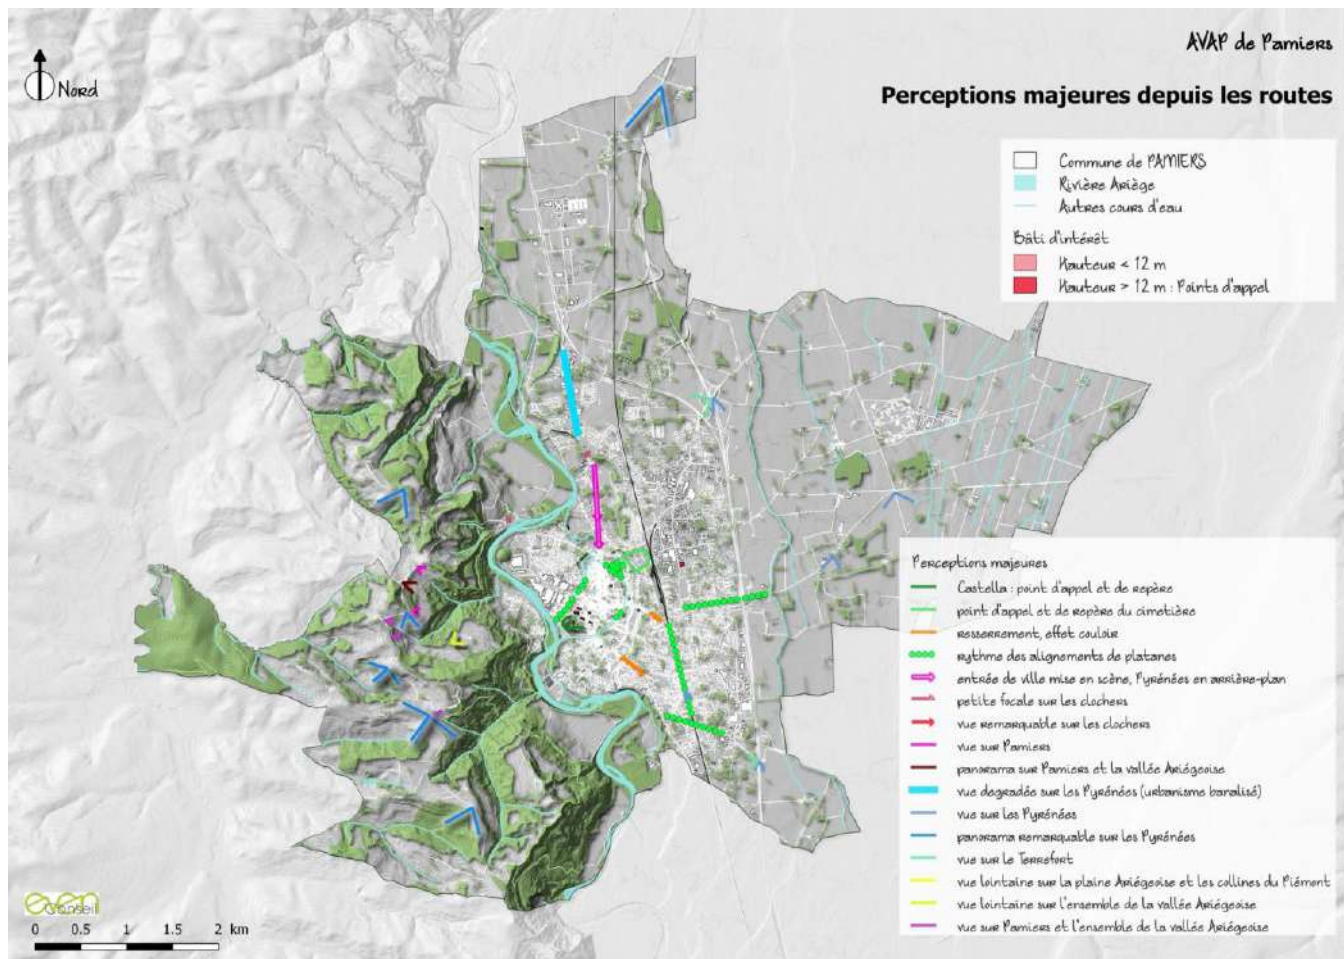 AVAP de Pamiers
Nord
Perceptions majeures depuis les routes
Commune de PAMIERS
Rivière Ariège
Autres cours d'eau
Bâti d'intérêt
Hauteur < 12 m
Hauteur > 12 m : Points d'appel
Perceptions majeures
Castella : point d'appel et de repère
point d'appel et de repère du cimetière
resserrement, effet couloir
rythme des alignements de platanes
entrée de ville mise en scène, Pyrénées en arrière-plan
petite focale sur les clochers
vue remarquable sur les clochers
vue sur Pamiers
panorama sur Pamiers et la vallée Ariégeoise
vue degradée sur les Pyrénées (urbanisme banalisé)
vue sur les Pyrénées
panorama remarquable sur les Pyrénées
vue sur le Terrefort
vue lointaine sur la plaine Ariégeoise et les collines du Piémont
vue lointaine sur l'ensemble de la vallée Ariégeoise
vue sur Pamiers et l'ensemble de la vallée Ariégeoise
even
Conseil
0 0.5 1 1.5 2 km